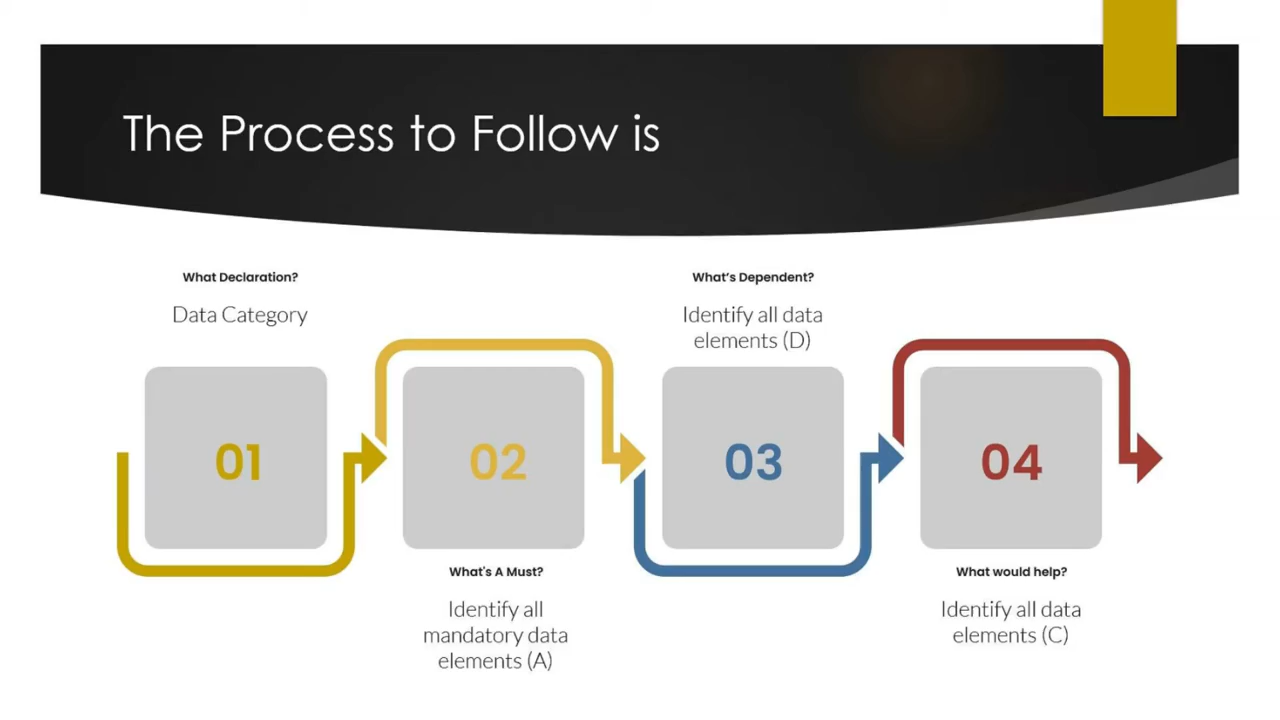 The Process to Follow is
What Declaration?
Data Category
01
02
What's A Must?
Identify all
mandatory data
elements (A)
What’s Dependent?
Identify all data
elements (D)
03
04
What would help?
Identify all data
elements (C)